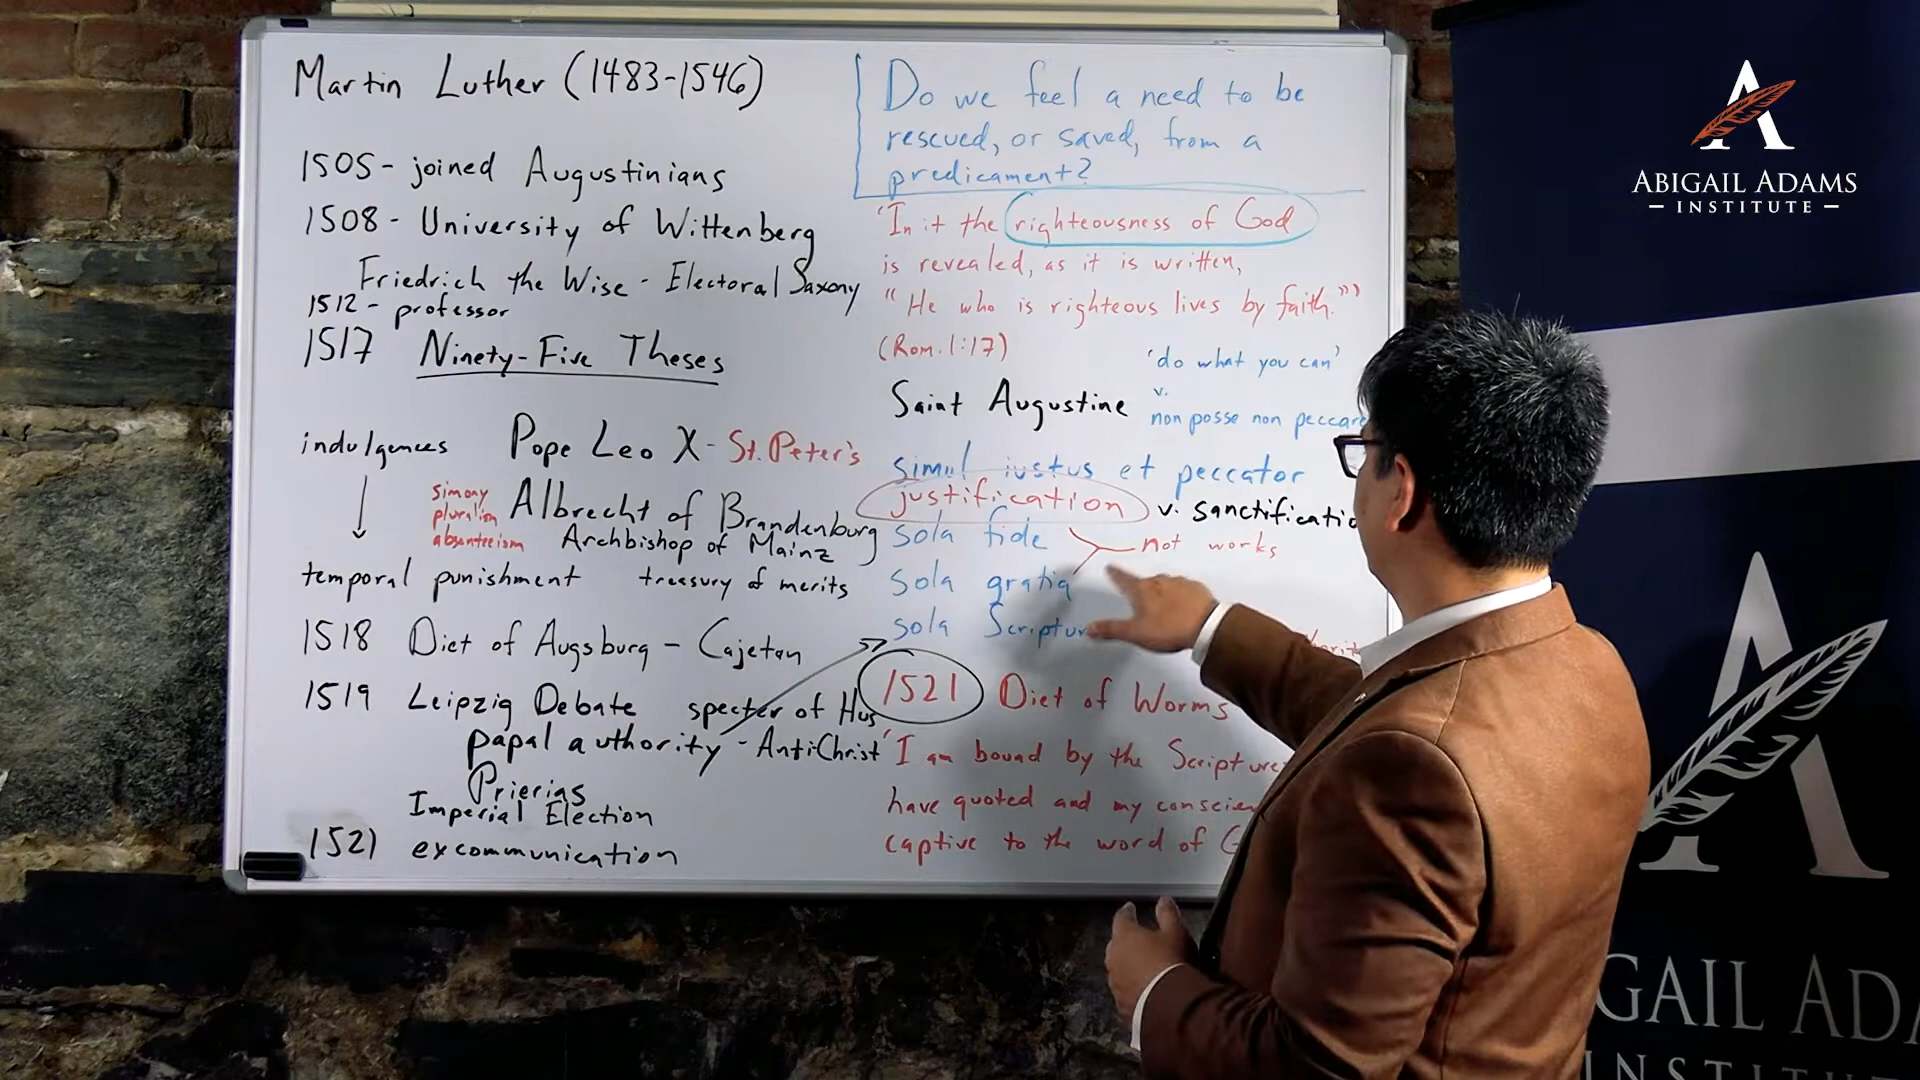 Martin Luther (1483-1546)
1505- joined Augustinians
1508- University of Wittenberg
Friedrich the Wise - Electoral Saxony
1512 - professor
1517 Ninety-Five Theses
indulgences
Pope Leo X - St. Peter's
simony
pluralism
absenteeism
Albrecht of Brandenburg
Archbishop of Mainz
temporal punishment
treasury of merits
1518 Diet of Augsburg - Cajetan
1519 Leipzig Debate specter of Hus
papal authority - AntiChrist
Prierias
Imperial Election
1521 excommunication
Do we feel a need to be
rescued, or saved, from a
predicament?
'In it the righteousness of God
is revealed, as it is written,
"He who is righteous lives by faith."'
(Rom. 1:17)
'do what you can'
v.
non posse non peccare
Saint Augustine
simul iustus et peccator
justification v. sanctificatio
sola fide
not works
sola gratia
sola Scriptur
1521 Diet of Worms
'I am bound by the Scripture
have quoted and my conscien
captive to the word of G
ABIGAIL ADAMS
- INSTITUTE -
A
GAIL ADA
INSTITUT